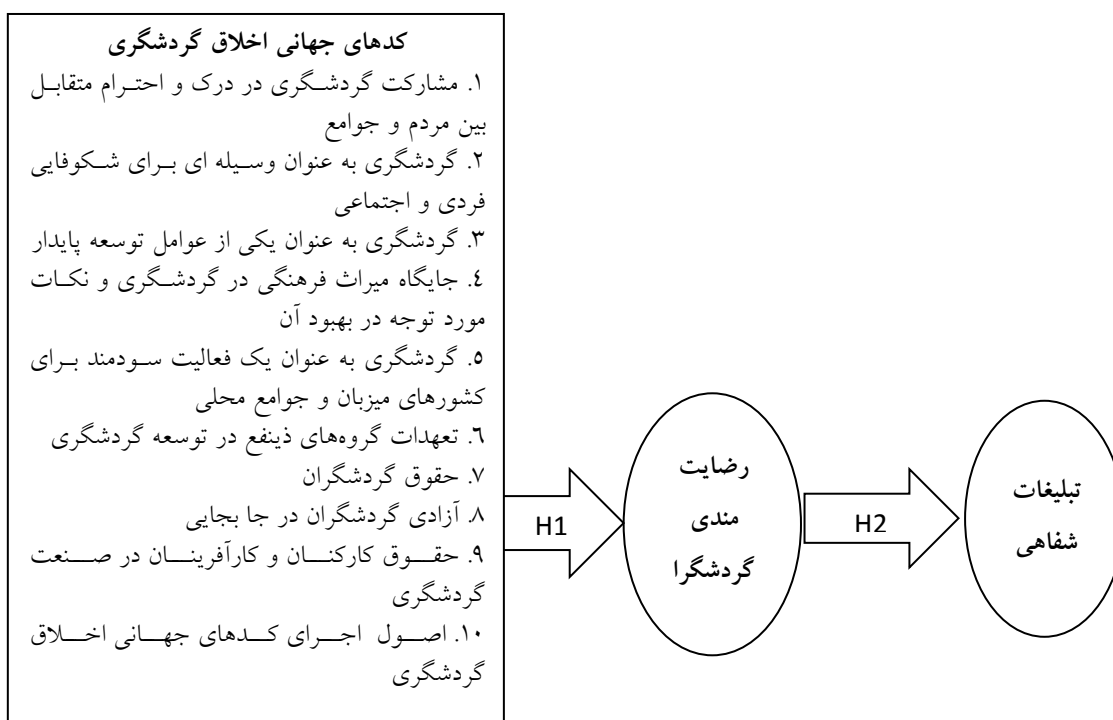 کدهای جهانی اخلاق گردشگری
۱. مشارکت گردشگری در درک و احترام متقابل
بین مردم و جوامع
۲. گردشگری به عنوان وسیله ای برای شکوفایی
فردی و اجتماعی
۳. گردشگری به عنوان یکی از عوامل توسعه پایدار
٤. جایگاه میراث فرهنگی در گردشگری و نکات
مورد توجه در بهبود آن
٥. گردشگری به عنوان یک فعالیت سودمند برای
کشورهای میزبان و جوامع محلی
٦. تعهدات گروه‌های ذینفع در توسعه گردشگری
۷. حقوق گردشگران
۸. آزادی گردشگران در جا بجایی
۹. حقوق کارکنان و کارآفرینان در صنعت
گردشگری
۱۰. اصول اجرای کدهای جهانی اخلاق
گردشگری
H1
رضایت
مندی
گردشگرا
H2
تبلیغات
شفاهی